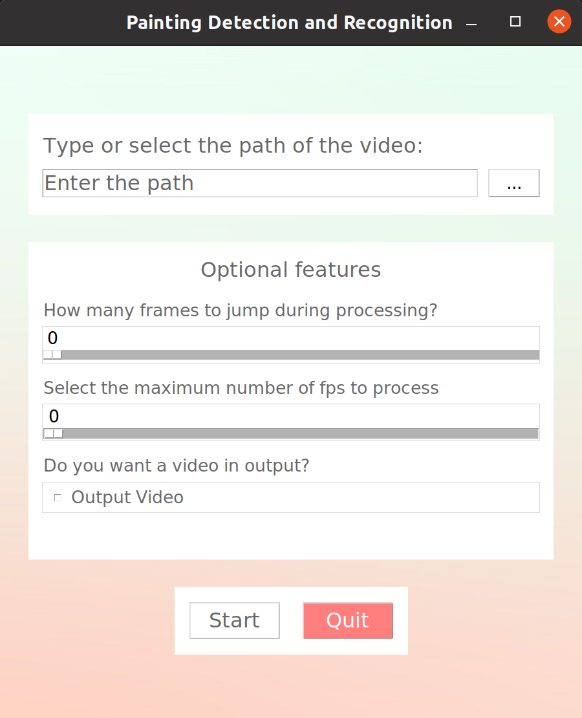 Painting Detection and Recognition
Type or select the path of the video:
Enter the path
...
Optional features
How many frames to jump during processing?
0
Select the maximum number of fps to process
0
Do you want a video in output?
Output Video
Start
Quit